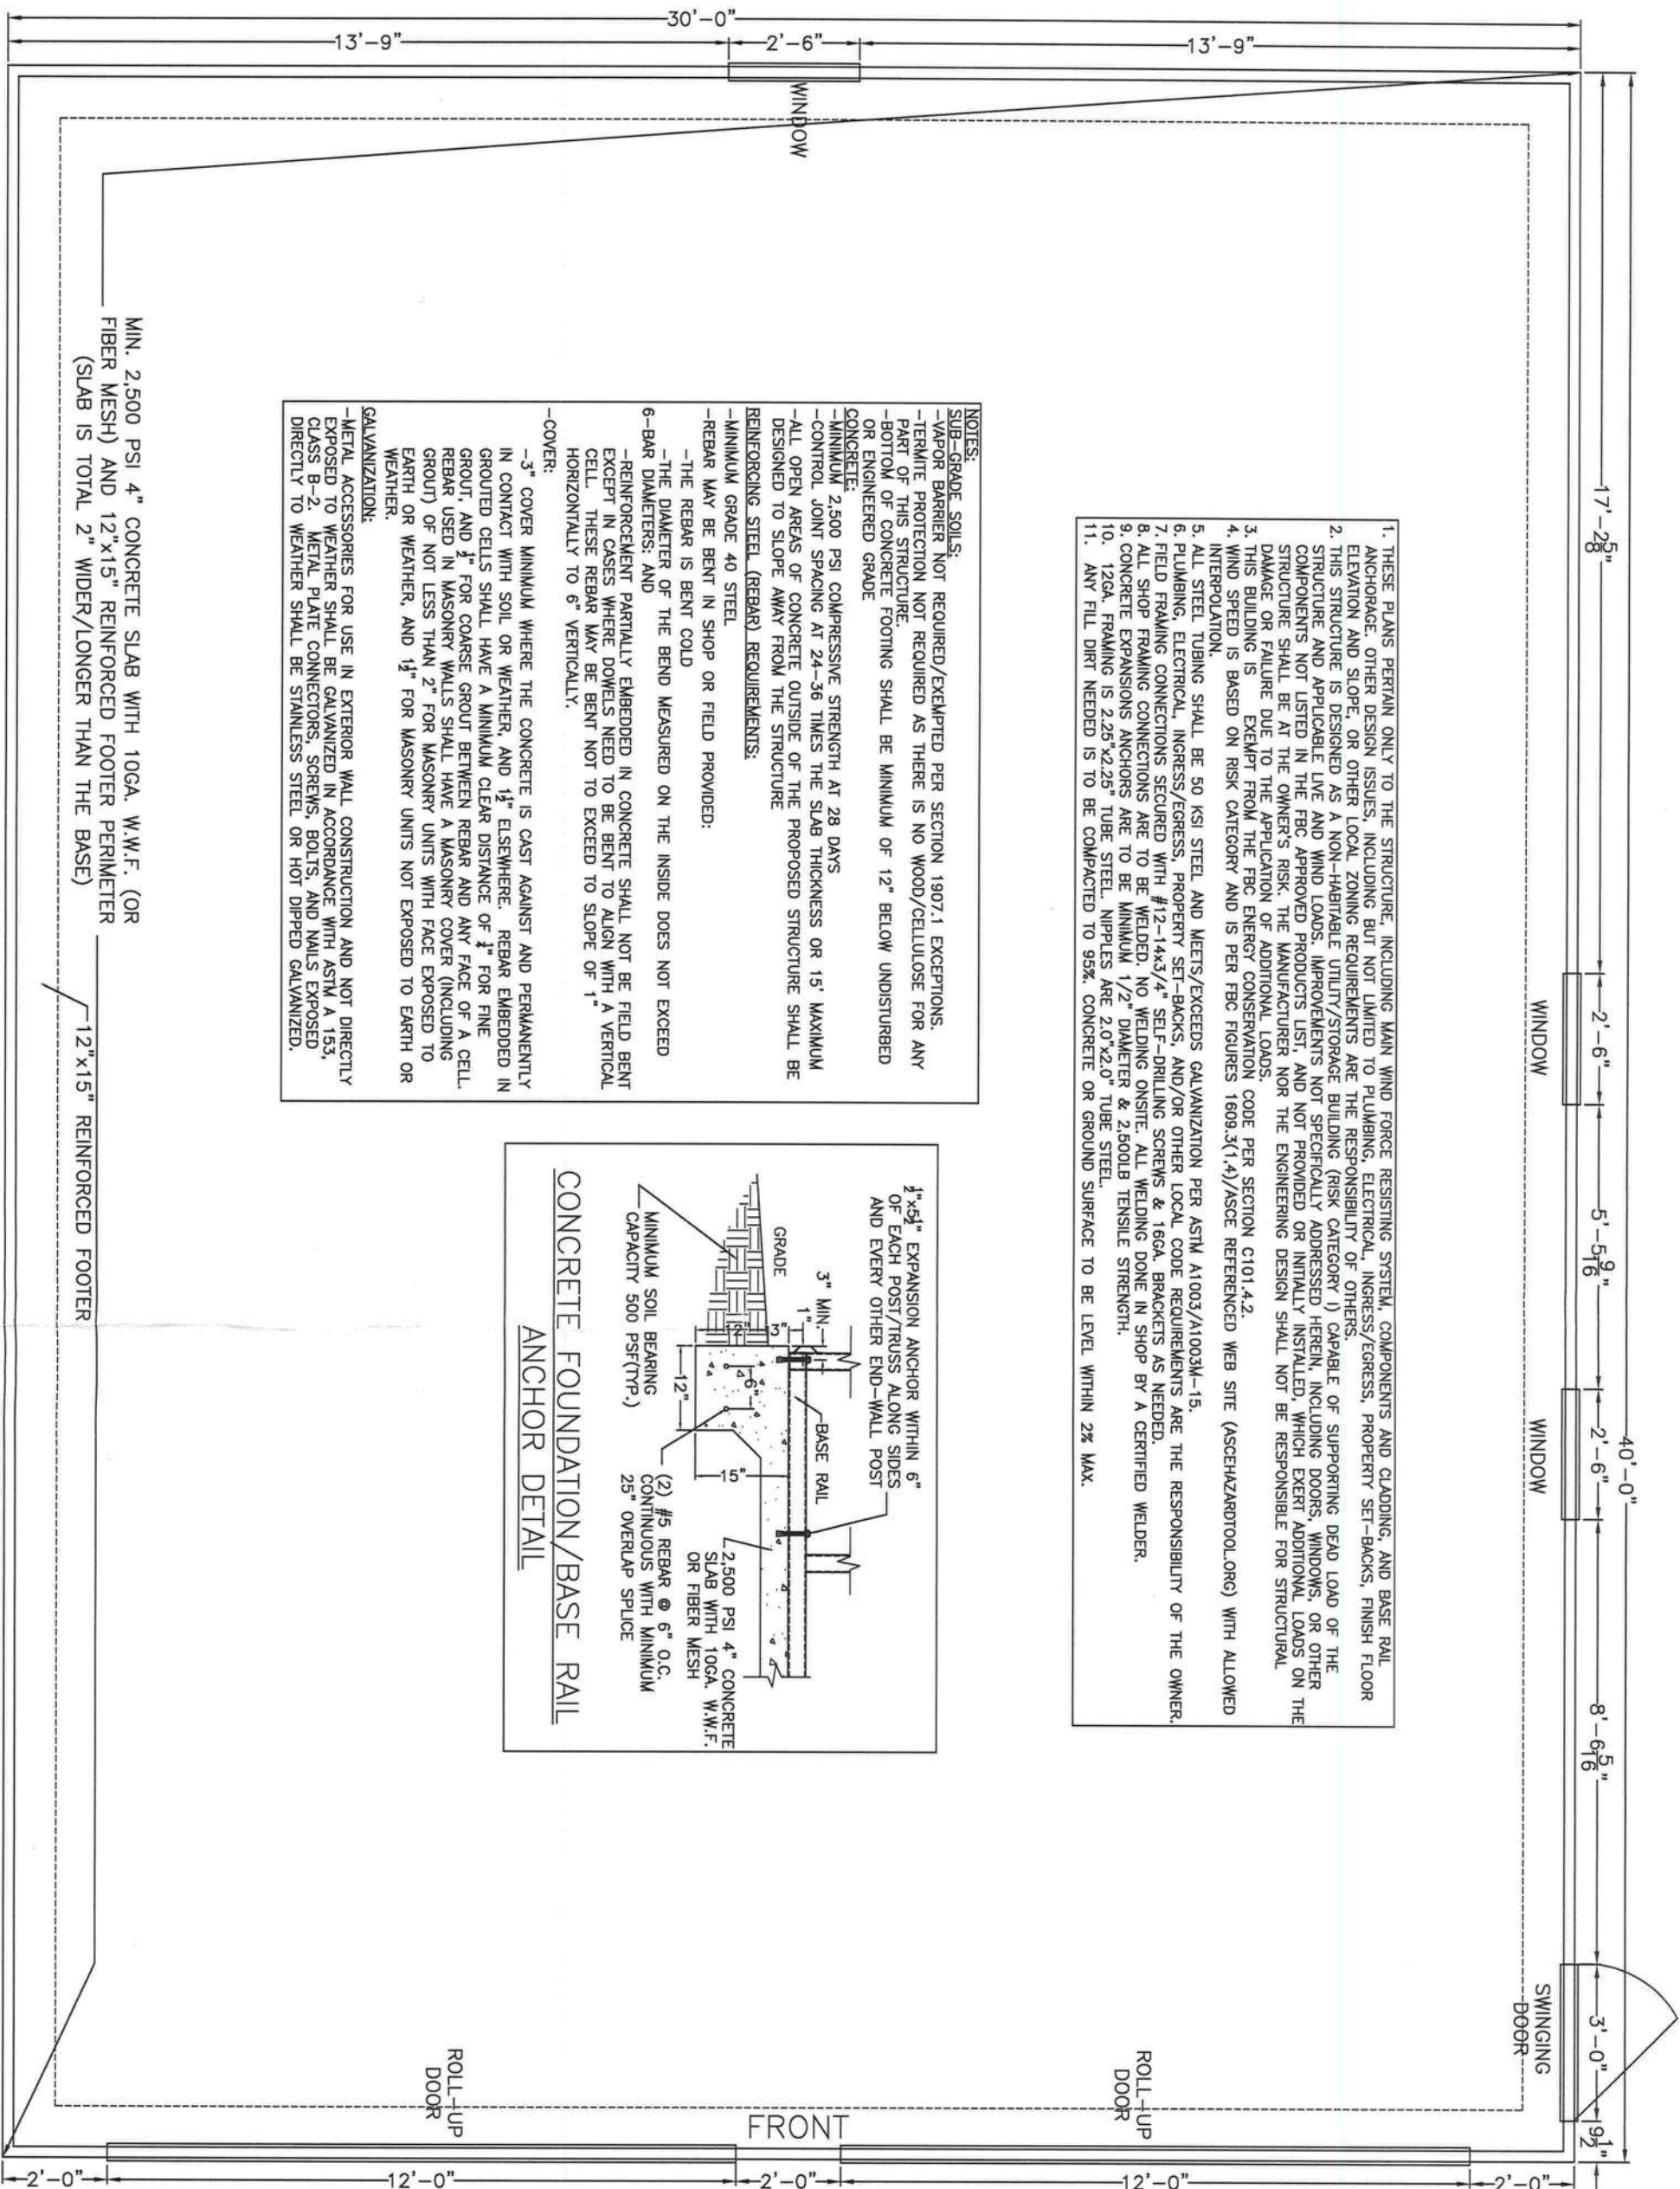 30'-0"
13'-9"
2'-6"
13'-9"
40'-0"
17'-2 5/8"
2'-6"
5'-5 9/16"
2'-6"
8'-6 5/16"
3'-0"
9 1/2"
WINDOW
WINDOW
WINDOW
SWINGING
DOOR
1. THESE PLANS PERTAIN ONLY TO THE STRUCTURE, INCLUDING MAIN WIND FORCE RESISTING SYSTEM, COMPONENTS AND CLADDING, AND BASE RAIL
ANCHORAGE. OTHER DESIGN ISSUES, INCLUDING BUT NOT LIMITED TO PLUMBING, ELECTRICAL, INGRESS/EGRESS, PROPERTY SET-BACKS, FINISH FLOOR
ELEVATION AND SLOPE, OR OTHER LOCAL ZONING REQUIREMENTS ARE THE RESPONSIBILITY OF OTHERS.
2. THIS STRUCTURE IS DESIGNED AS A NON-HABITABLE UTILITY/STORAGE BUILDING (RISK CATEGORY I) CAPABLE OF SUPPORTING DEAD LOAD OF THE
STRUCTURE AND APPLICABLE LIVE AND WIND LOADS. IMPROVEMENTS NOT SPECIFICALLY ADDRESSED HEREIN, INCLUDING DOORS, WINDOWS, OR OTHER
COMPONENTS NOT LISTED IN THE FBC APPROVED PRODUCTS LIST, AND NOT PROVIDED OR INITIALLY INSTALLED, WHICH EXERT ADDITIONAL LOADS ON THE
STRUCTURE SHALL BE AT THE OWNER'S RISK. THE MANUFACTURER NOR THE ENGINEERING DESIGN SHALL NOT BE RESPONSIBLE FOR STRUCTURAL
DAMAGE OR FAILURE DUE TO THE APPLICATION OF ADDITIONAL LOADS.
3. THIS BUILDING IS EXEMPT FROM THE FBC ENERGY CONSERVATION CODE PER SECTION C101.4.2.
4. WIND SPEED IS BASED ON RISK CATEGORY AND IS PER FBC FIGURES 1609.3(1,4)/ASCE REFERENCED WEB SITE (ASCEHAZARDTOOL.ORG) WITH ALLOWED
INTERPOLATION.
5. ALL STEEL TUBING SHALL BE 50 KSI STEEL AND MEETS/EXCEEDS GALVANIZATION PER ASTM A1003/A1003M-15.
6. PLUMBING, ELECTRICAL, INGRESS/EGRESS, PROPERTY SET-BACKS, AND/OR OTHER LOCAL CODE REQUIREMENTS ARE THE RESPONSIBILITY OF THE OWNER.
7. FIELD FRAMING CONNECTIONS SECURED WITH #12-14x3/4" SELF-DRILLING SCREWS & 16GA. BRACKETS AS NEEDED.
8. ALL SHOP FRAMING CONNECTIONS ARE TO BE WELDED. NO WELDING ONSITE. ALL WELDING DONE IN SHOP BY A CERTIFIED WELDER.
9. CONCRETE EXPANSIONS ANCHORS ARE TO BE MINIMUM 1/2" DIAMETER & 2,500LB TENSILE STRENGTH.
10. 12GA. FRAMING IS 2.25"x2.25" TUBE STEEL. NIPPLES ARE 2.0"x2.0" TUBE STEEL.
11. ANY FILL DIRT NEEDED IS TO BE COMPACTED TO 95%. CONCRETE OR GROUND SURFACE TO BE LEVEL WITHIN 2% MAX.
NOTES:
SUB-GRADE SOILS:
-VAPOR BARRIER NOT REQUIRED/EXEMPTED PER SECTION 1907.1 EXCEPTIONS.
-TERMITE PROTECTION NOT REQUIRED AS THERE IS NO WOOD/CELLULOSE FOR ANY
PART OF THIS STRUCTURE.
-BOTTOM OF CONCRETE FOOTING SHALL BE MINIMUM OF 12" BELOW UNDISTURBED
OR ENGINEERED GRADE
CONCRETE:
-MINIMUM 2,500 PSI COMPRESSIVE STRENGTH AT 28 DAYS
-CONTROL JOINT SPACING AT 24-36 TIMES THE SLAB THICKNESS OR 15' MAXIMUM
-ALL OPEN AREAS OF CONCRETE OUTSIDE OF THE PROPOSED STRUCTURE SHALL BE
DESIGNED TO SLOPE AWAY FROM THE STRUCTURE
REINFORCING STEEL (REBAR) REQUIREMENTS:
-MINIMUM GRADE 40 STEEL
-REBAR MAY BE BENT IN SHOP OR FIELD PROVIDED:
-THE REBAR IS BENT COLD
-THE DIAMETER OF THE BEND MEASURED ON THE INSIDE DOES NOT EXCEED
6-BAR DIAMETERS: AND
-REINFORCEMENT PARTIALLY EMBEDDED IN CONCRETE SHALL NOT BE FIELD BENT
EXCEPT IN CASES WHERE DOWELS NEED TO BE BENT TO ALIGN WITH A VERTICAL
CELL. THESE REBAR MAY BE BENT NOT TO EXCEED TO SLOPE OF 1"
HORIZONTALLY TO 6" VERTICALLY.
-COVER:
-3" COVER MINIMUM WHERE THE CONCRETE IS CAST AGAINST AND PERMANENTLY
IN CONTACT WITH SOIL OR WEATHER, AND 1 1/2" ELSEWHERE. REBAR EMBEDDED IN
GROUTED CELLS SHALL HAVE A MINIMUM CLEAR DISTANCE OF 1/4" FOR FINE
GROUT, AND 1/2" FOR COARSE GROUT BETWEEN REBAR AND ANY FACE OF A CELL.
REBAR USED IN MASONRY WALLS SHALL HAVE A MASONRY COVER (INCLUDING
GROUT) OF NOT LESS THAN 2" FOR MASONRY UNITS WITH FACE EXPOSED TO
EARTH OR WEATHER, AND 1 1/2" FOR MASONRY UNITS NOT EXPOSED TO EARTH OR
WEATHER.
GALVANIZATION:
-METAL ACCESSORIES FOR USE IN EXTERIOR WALL CONSTRUCTION AND NOT DIRECTLY
EXPOSED TO WEATHER SHALL BE GALVANIZED IN ACCORDANCE WITH ASTM A 153,
CLASS B-2. METAL PLATE CONNECTORS, SCREWS, BOLTS, AND NAILS EXPOSED
DIRECTLY TO WEATHER SHALL BE STAINLESS STEEL OR HOT DIPPED GALVANIZED.
1/2"x5 1/2" EXPANSION ANCHOR WITHIN 6"
OF EACH POST/TRUSS ALONG SIDES
AND EVERY OTHER END-WALL POST
3" MIN.
1"
BASE RAIL
GRADE
3"
12"
6"
15"
12"
2,500 PSI 4" CONCRETE
SLAB WITH 10GA. W.W.F.
OR FIBER MESH
MINIMUM SOIL BEARING
CAPACITY 500 PSF(TYP.)
(2) #5 REBAR @ 6" O.C.
CONTINUOUS WITH MINIMUM
25" OVERLAP SPLICE
CONCRETE FOUNDATION/BASE RAIL
ANCHOR DETAIL
MIN. 2,500 PSI 4" CONCRETE SLAB WITH 10GA. W.W.F. (OR
FIBER MESH) AND 12"x15" REINFORCED FOOTER PERIMETER
(SLAB IS TOTAL 2" WIDER/LONGER THAN THE BASE)
12"x15" REINFORCED FOOTER
ROLL-UP
DOOR
ROLL-UP
DOOR
FRONT
2'-0"
12'-0"
2'-0"
12'-0"
2'-0"